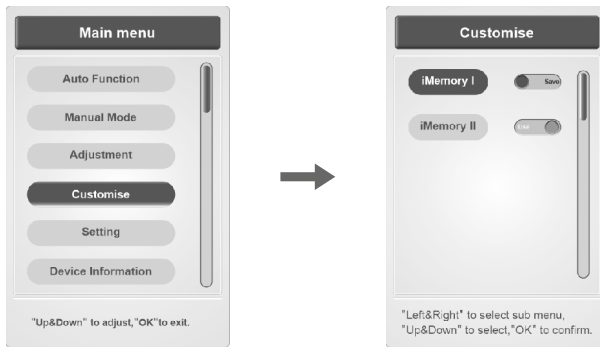 Main menu
Auto Function
Manual Mode
Adjustment
Customise
Setting
Device Information
"Up&Down" to adjust,"OK"to exit.
Customise
iMemory I
Save
iMemory II
"Left&Right" to select sub menu,
"Up&Down" to select,"OK" to confirm.